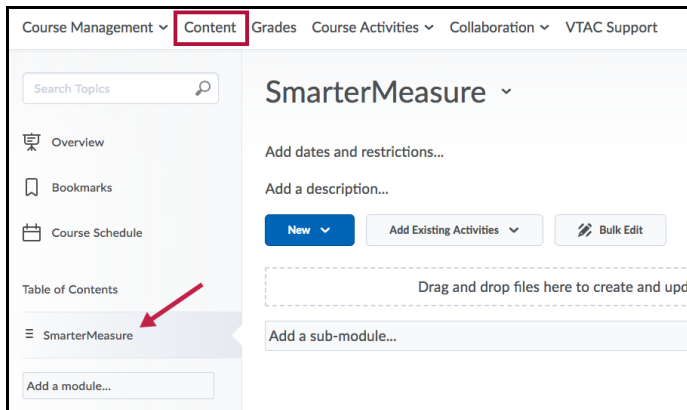 Course Management Content Grades Course Activities Collaboration VTAC Support
Search Topics
Overview
Bookmarks
Course Schedule
Table of Contents
SmarterMeasure
Add a module...
SmarterMeasure
Add dates and restrictions...
Add a description...
New Add Existing Activities Bulk Edit
Drag and drop files here to create and upd
Add a sub-module...